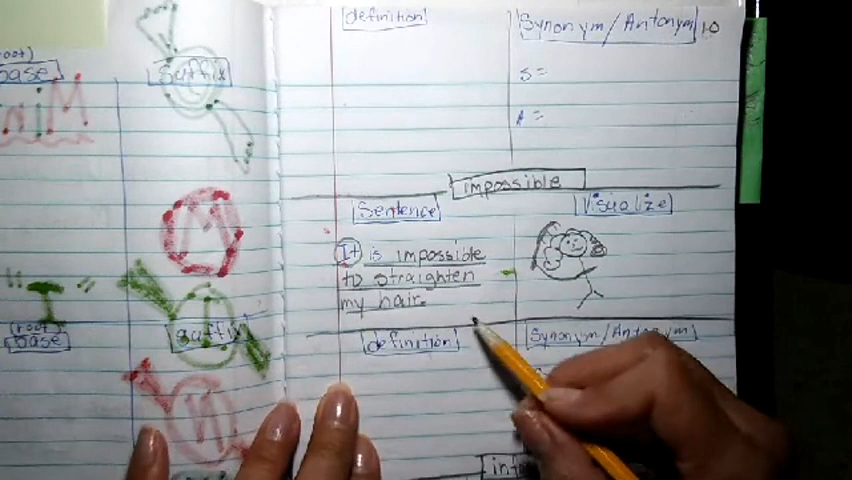 definition
Synonym/Antonym
10
S=
A=
(root)
base
suffix
impossible
Sentence
Visualize
It is impossible
to straighten
my hair.
"I"
(root)
base
suffix
definition
Synonym/Antonym